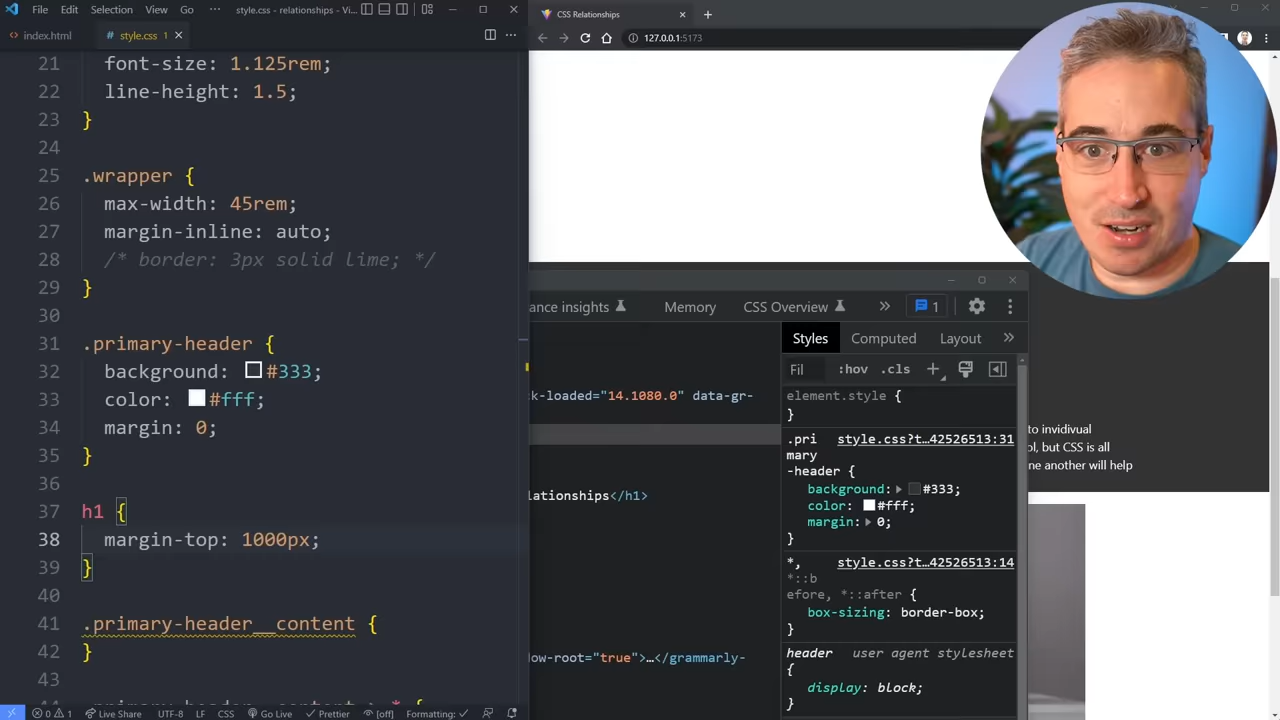 File Edit Selection View Go ··· style.css - relationships - Vi...
index.html style.css 1
21 font-size: 1.125rem;
22 line-height: 1.5;
23 }
24
25 .wrapper {
26 max-width: 45rem;
27 margin-inline: auto;
28 /* border: 3px solid lime; */
29 }
30
31 .primary-header {
32 background: #333;
33 color: #fff;
34 margin: 0;
35 }
36
37 h1 {
38 margin-top: 1000px;
39 }
40
41 .primary-header__content {
42 }
43
0 1 Live Share UTF-8 LF CSS Go Live Prettier [off] Formatting:
CSS Relationships
127.0.0.1:5173
to invidivual
ol, but CSS is all
ne another will help
ance insights Memory CSS Overview » 1
ck-loaded="14.1080.0" data-gr-
lationships</h1>
ow-root="true">…</grammarly-
Styles Computed Layout »
Fil :hov .cls +
element.style {
}
.pri style.css?t…42526513:31
mary
-header {
background: #333;
color: #fff;
margin: 0;
}
*, style.css?t…42526513:14
*::b
efore, *::after {
box-sizing: border-box;
}
header user agent stylesheet
{
display: block;
}